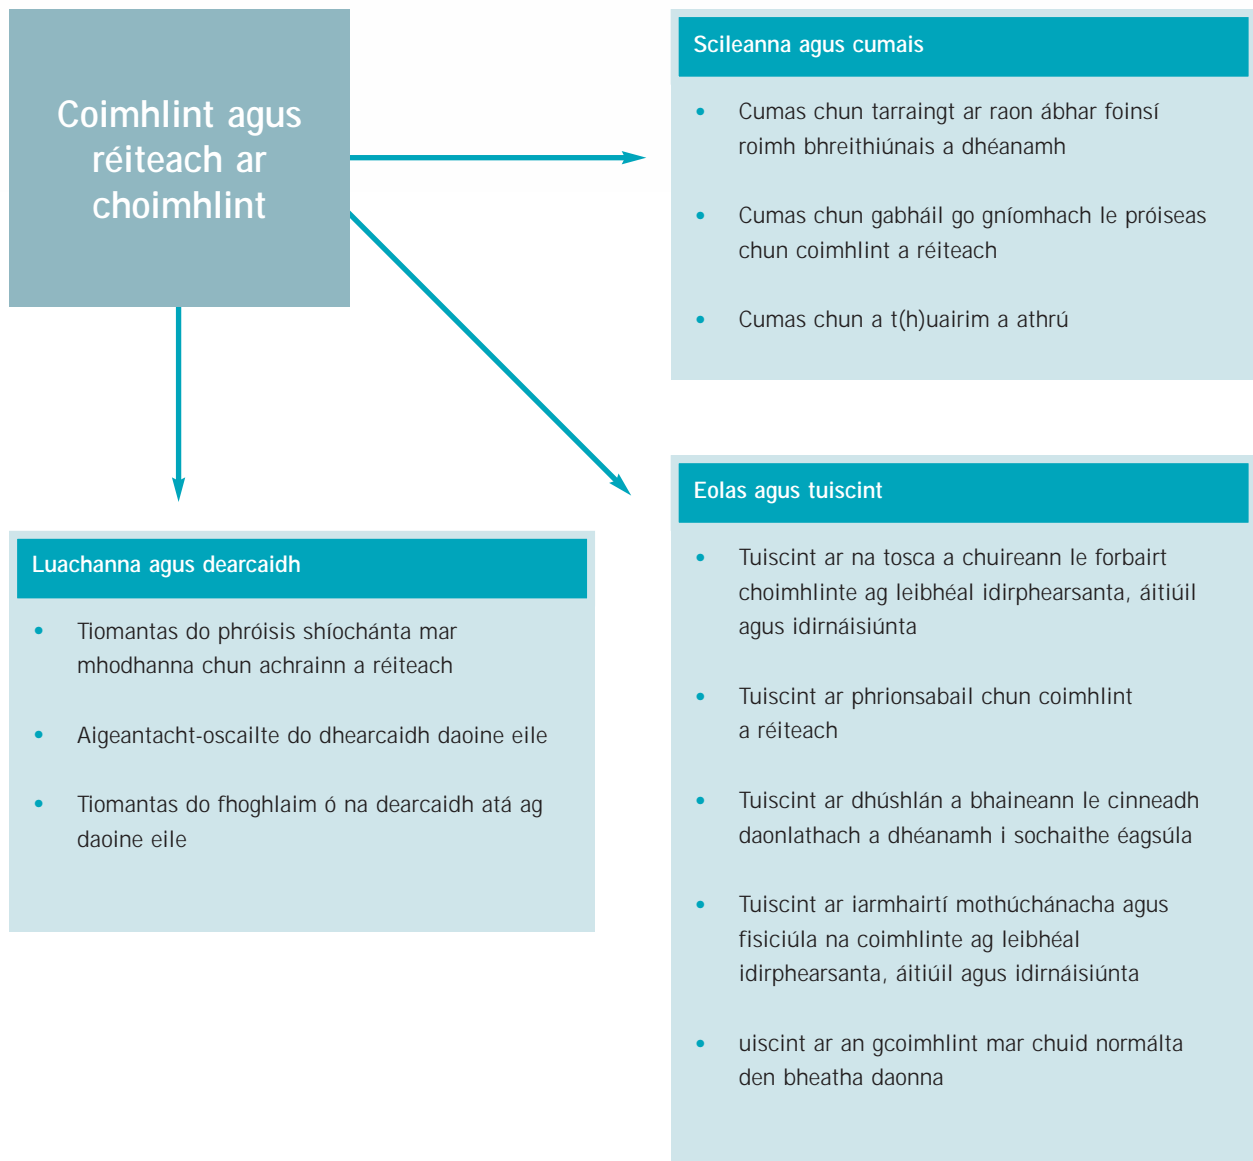 Coimhlint agus
réiteach ar
choimhlint
Scileanna agus cumais
• Cumas chun tarraingt ar raon ábhar foinsí
roimh bhreithiúnais a dhéanamh
• Cumas chun gabháil go gníomhach le próiseas
chun coimhlint a réiteach
• Cumas chun a t(h)uairim a athrú
Luachanna agus dearcaidh
• Tiomantas do phróisis shíochánta mar
mhodhanna chun achrainn a réiteach
• Aigeantacht-oscailte do dhearcaidh daoine eile
• Tiomantas do fhoghlaim ó na dearcaidh atá ag
daoine eile
Eolas agus tuiscint
• Tuiscint ar na tosca a chuireann le forbairt
choimhlinte ag leibhéal idirphearsanta, áitiúil
agus idirnáisiúnta
• Tuiscint ar phrionsabail chun coimhlint
a réiteach
• Tuiscint ar dhúshlán a bhaineann le cinneadh
daonlathach a dhéanamh i sochaithe éagsúla
• Tuiscint ar iarmhairtí mothúchánacha agus
fisiciúla na coimhlinte ag leibhéal
idirphearsanta, áitiúil agus idirnáisiúnta
• uiscint ar an gcoimhlint mar chuid normálta
den bheatha daonna